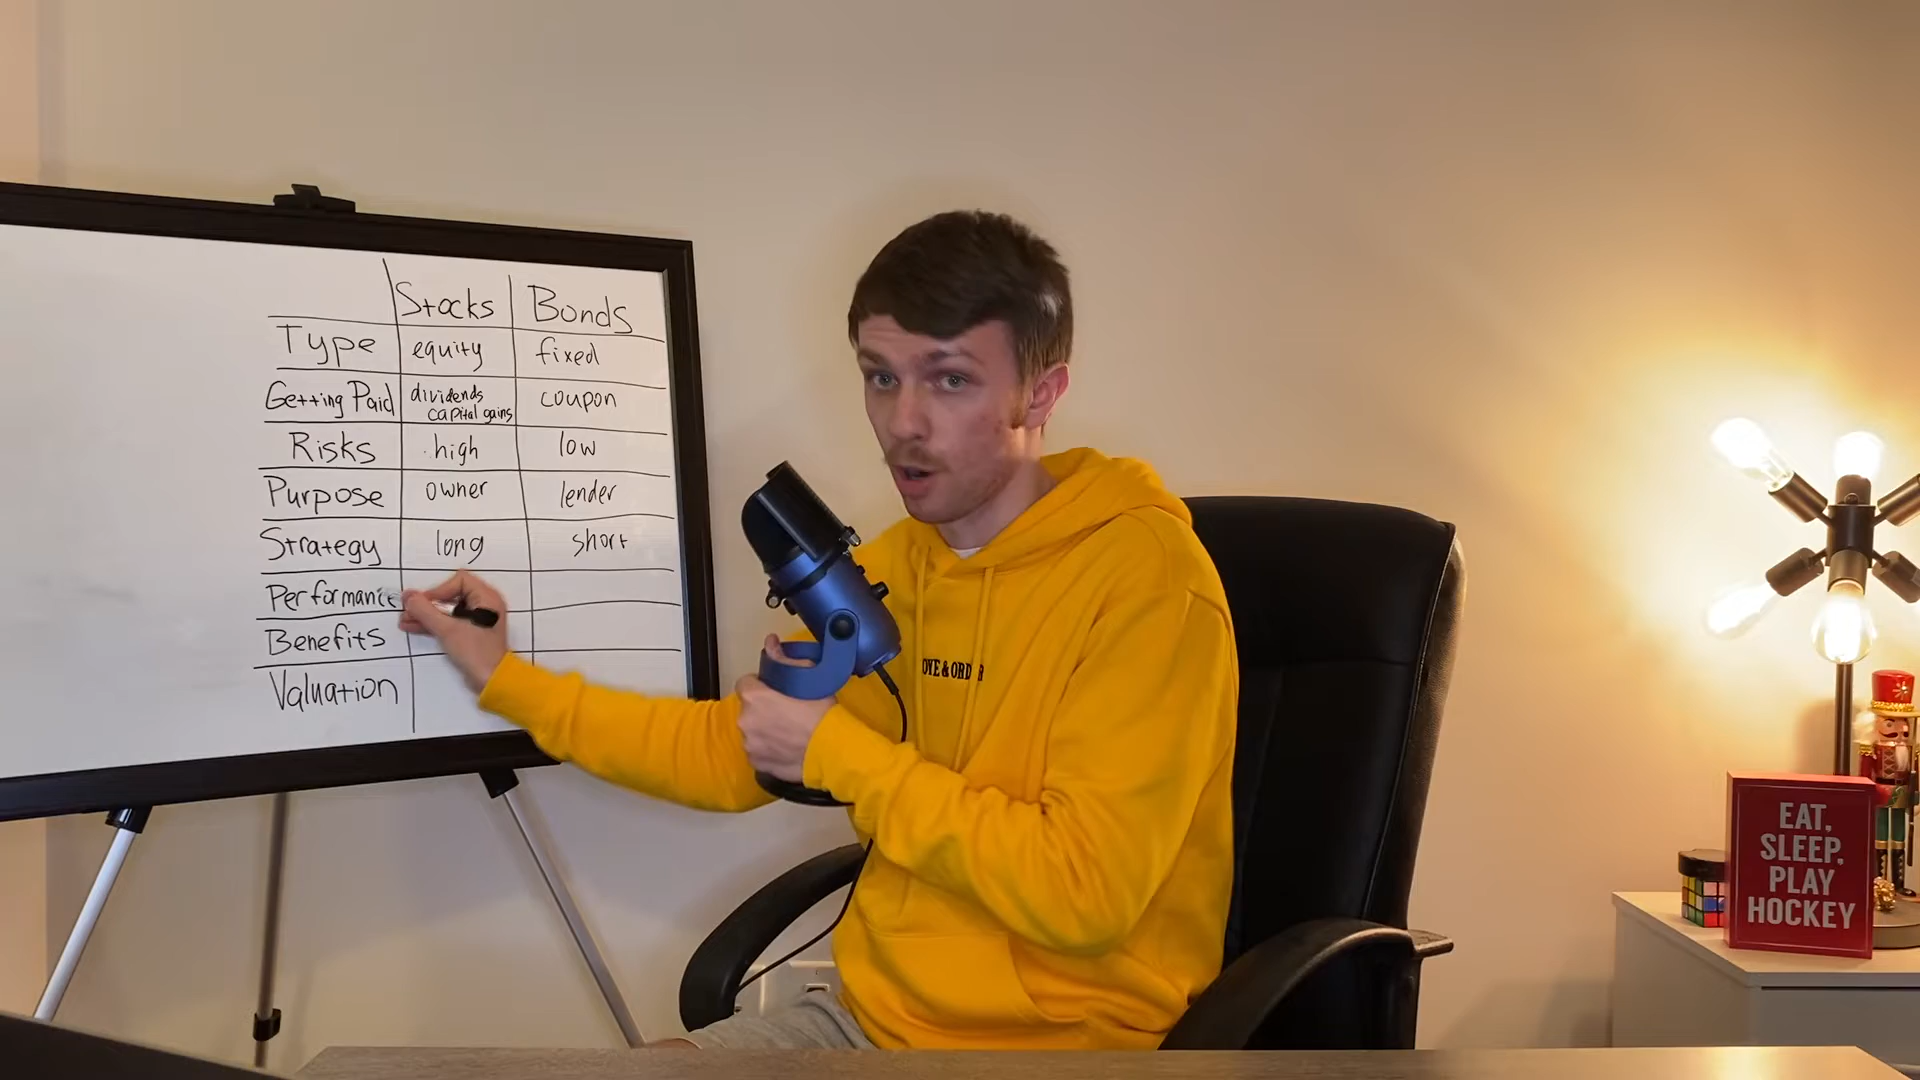 Stocks Bonds
Type equity fixed
Getting Paid dividends capital gains coupon
Risks high low
Purpose owner lender
Strategy long short
Performance
Benefits
Valuation
EAT,
SLEEP,
PLAY
HOCKEY